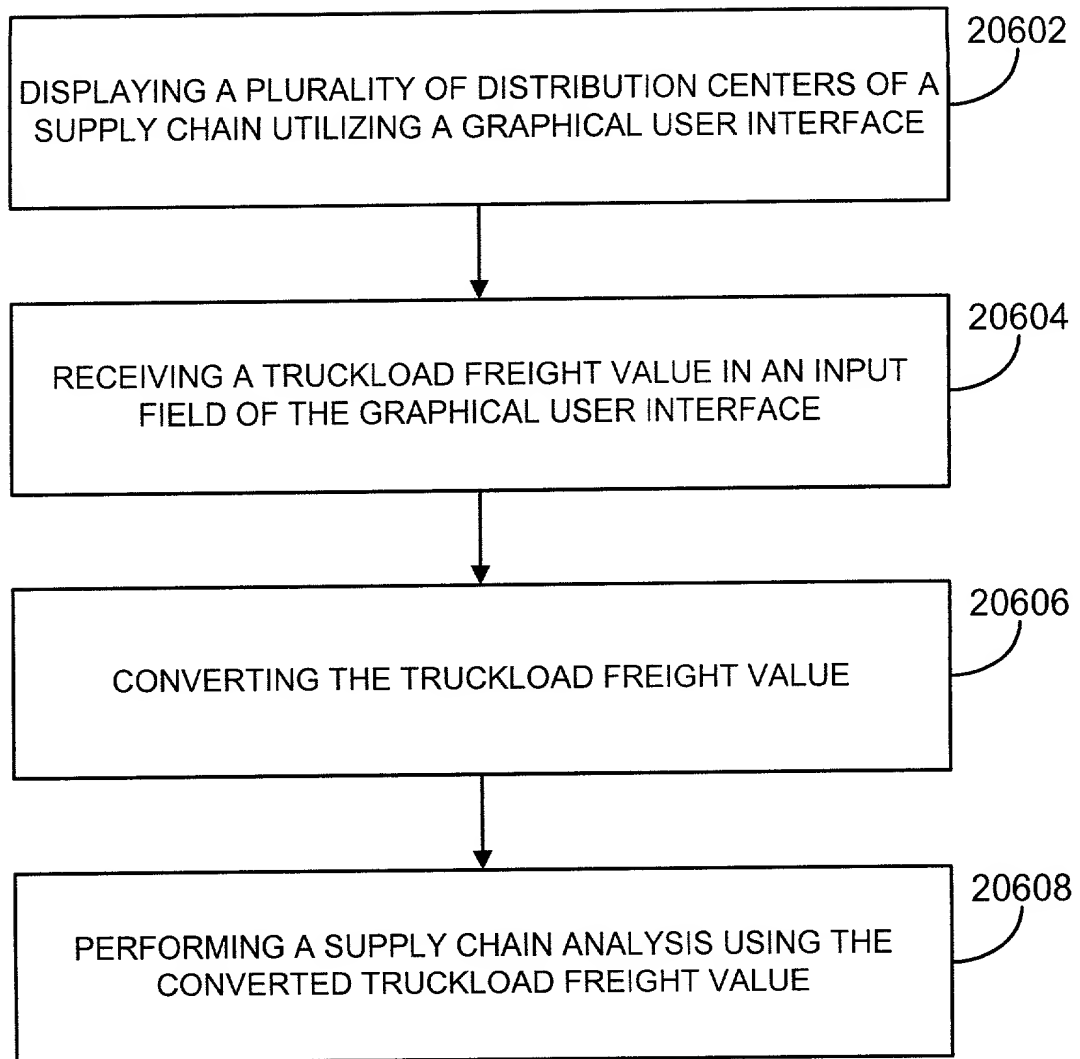 20602
DISPLAYING A PLURALITY OF DISTRIBUTION CENTERS OF A
SUPPLY CHAIN UTILIZING A GRAPHICAL USER INTERFACE
20604
RECEIVING A TRUCKLOAD FREIGHT VALUE IN AN INPUT
FIELD OF THE GRAPHICAL USER INTERFACE
20606
CONVERTING THE TRUCKLOAD FREIGHT VALUE
20608
PERFORMING A SUPPLY CHAIN ANALYSIS USING THE
CONVERTED TRUCKLOAD FREIGHT VALUE